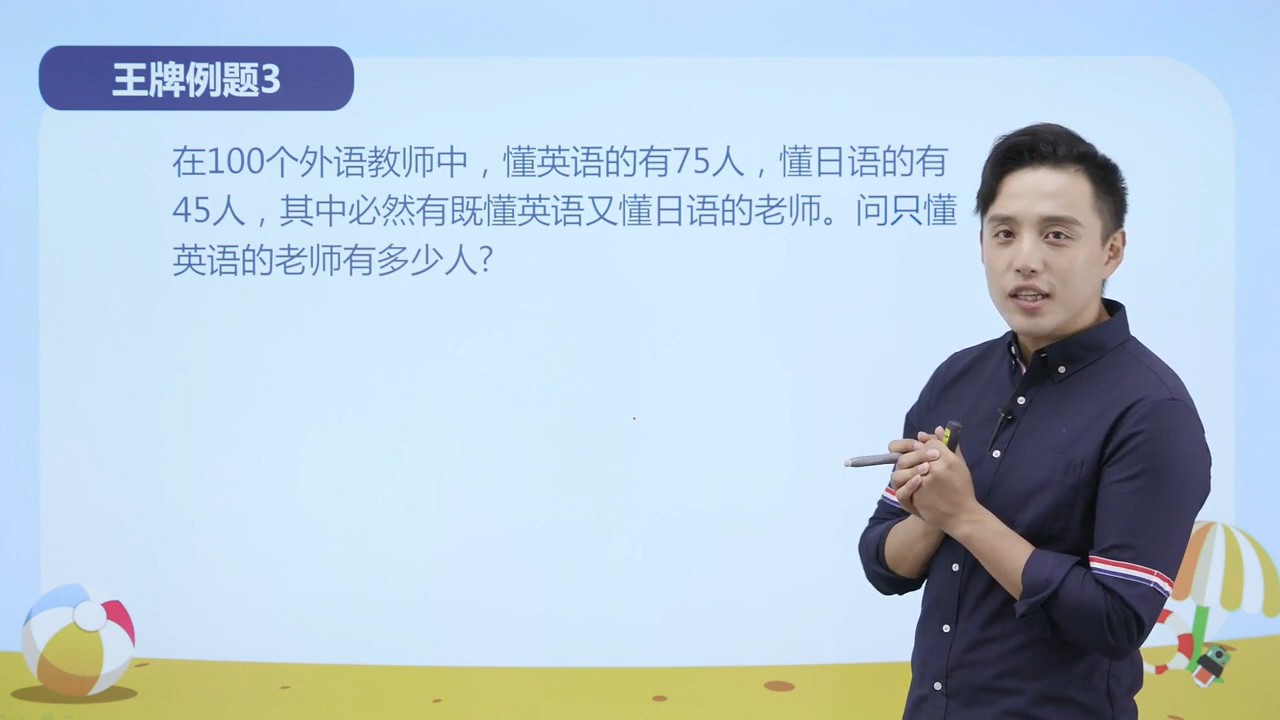 王牌例题3
在100个外语教师中，懂英语的有75人，懂日语的有
45人，其中必然有既懂英语又懂日语的老师。问只懂
英语的老师有多少人?